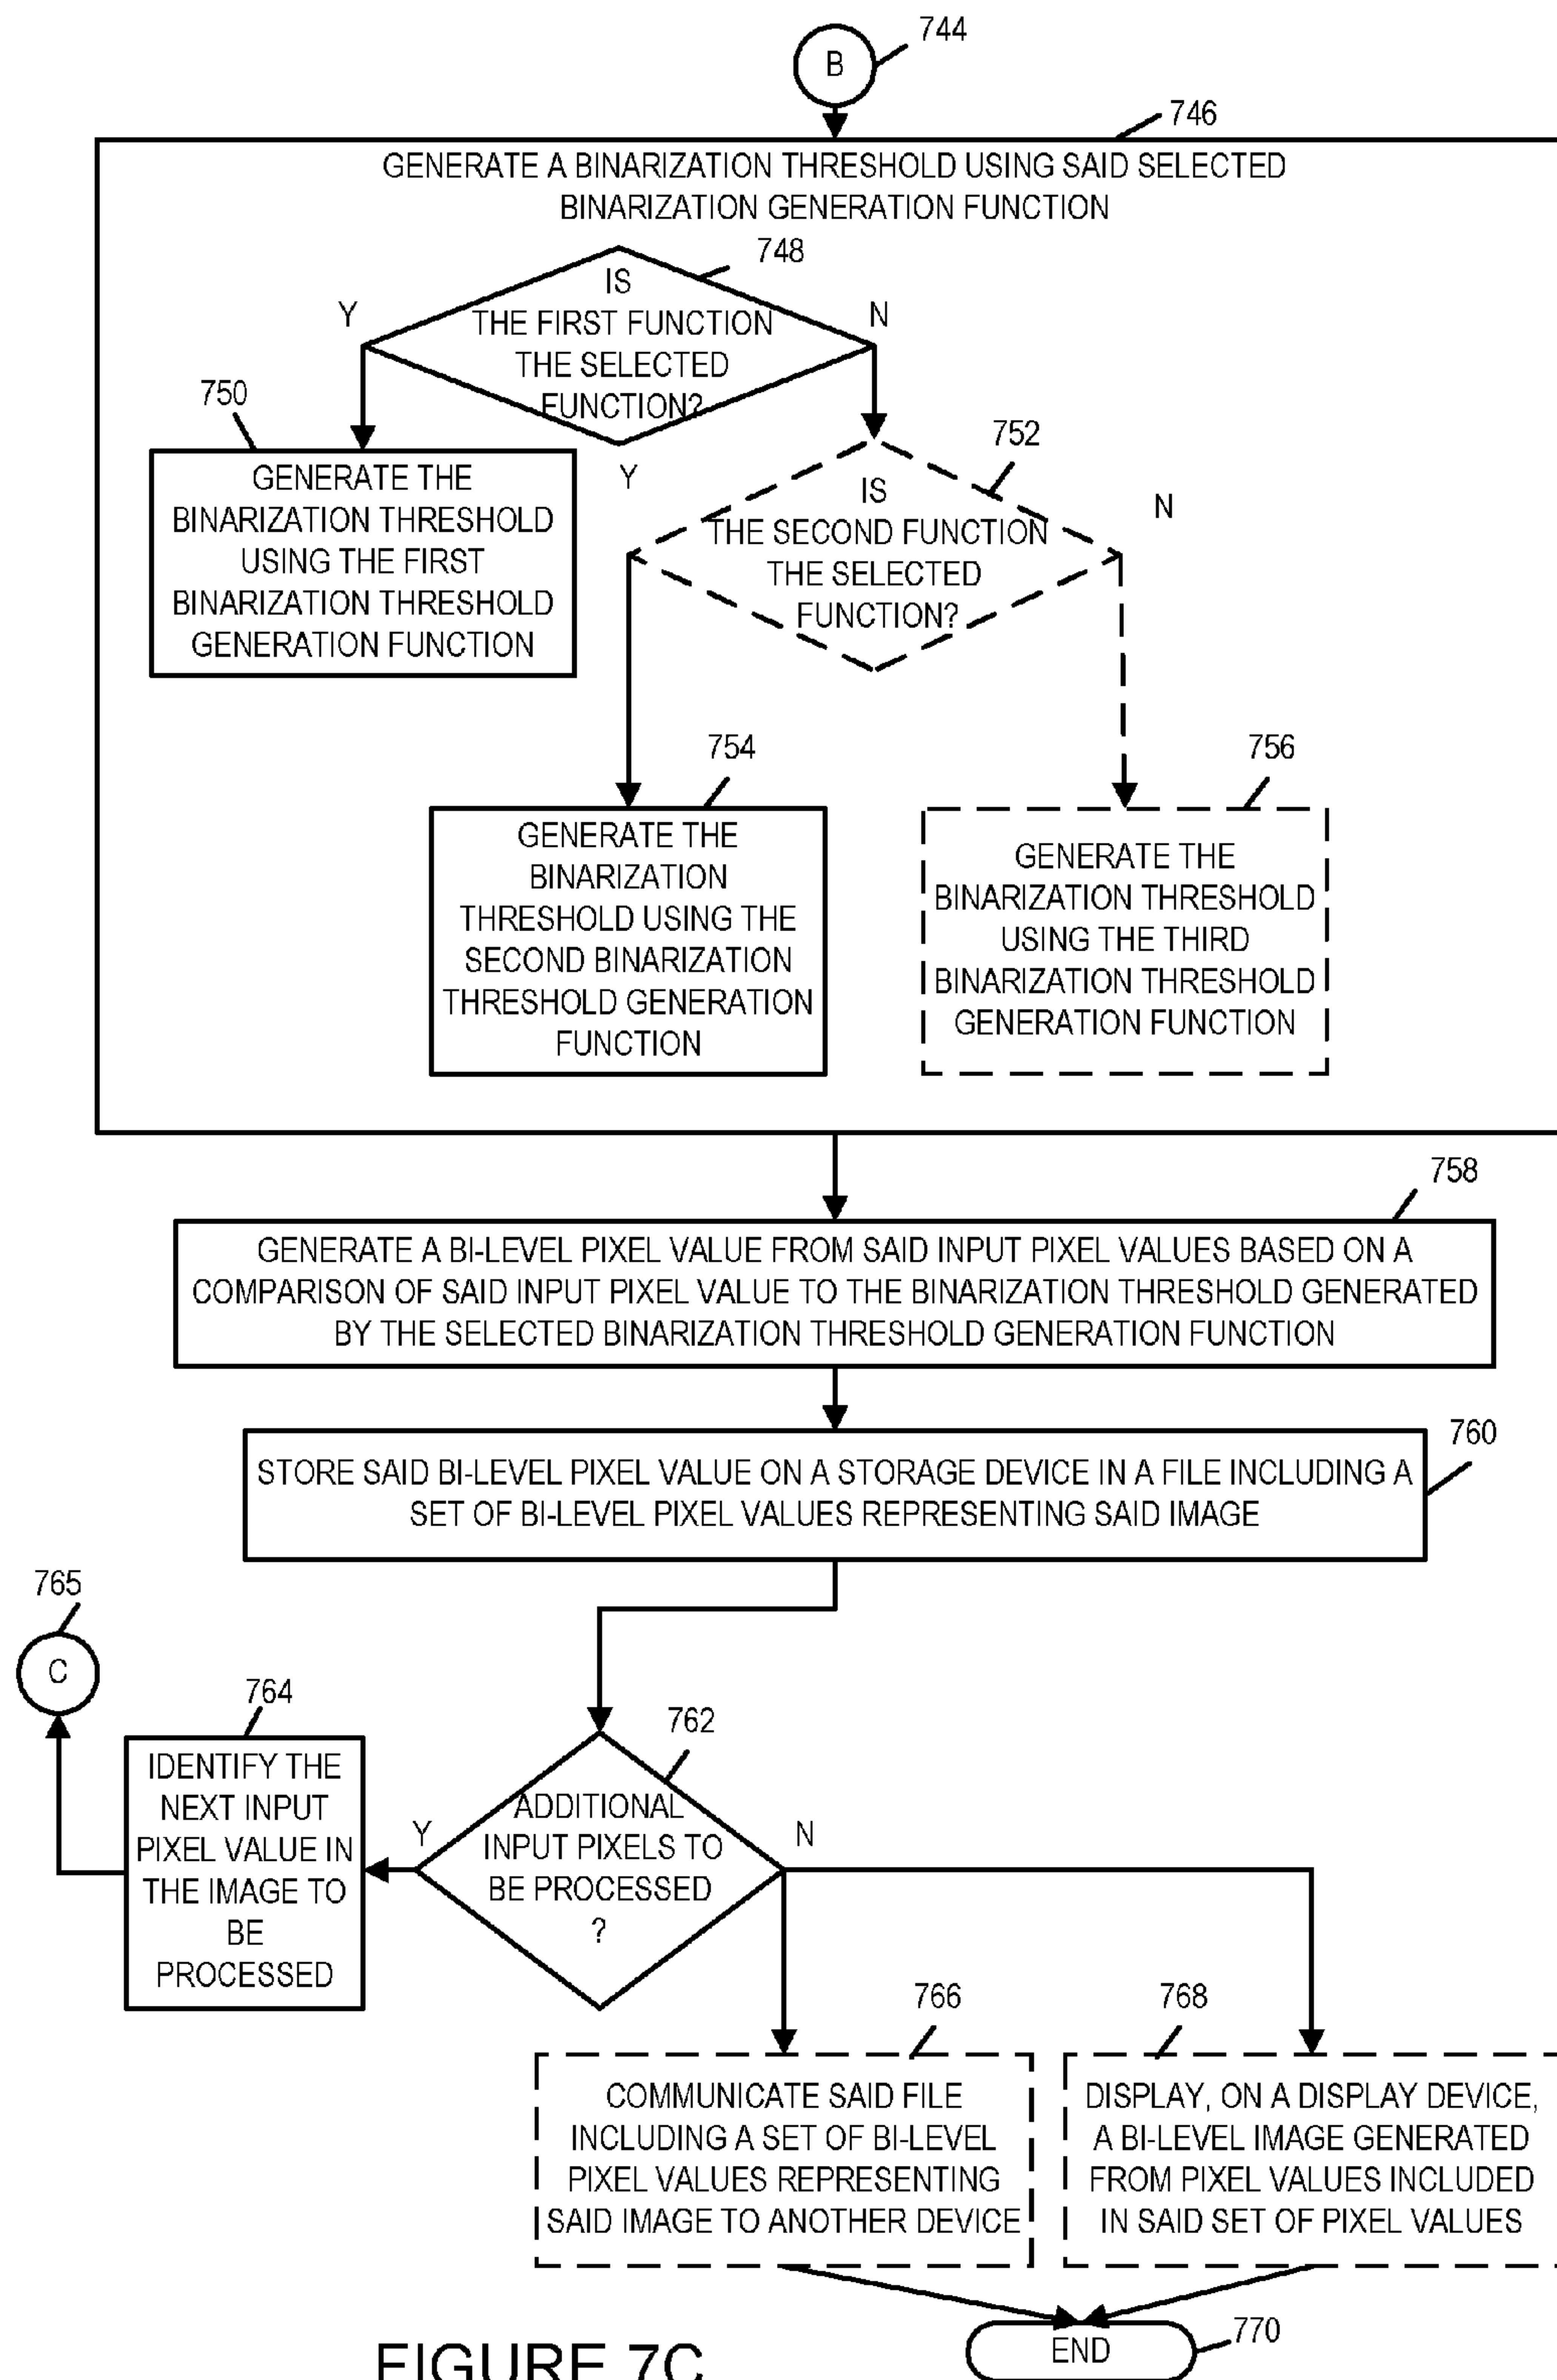 B
744
746
GENERATE A BINARIZATION THRESHOLD USING SAID SELECTED
BINARIZATION GENERATION FUNCTION
748
Y
IS
THE FIRST FUNCTION
THE SELECTED
FUNCTION?
N
750
GENERATE THE
BINARIZATION THRESHOLD
USING THE FIRST
BINARIZATION THRESHOLD
GENERATION FUNCTION
752
Y
IS
THE SECOND FUNCTION
THE SELECTED
FUNCTION?
N
754
GENERATE THE
BINARIZATION
THRESHOLD USING THE
SECOND BINARIZATION
THRESHOLD GENERATION
FUNCTION
756
GENERATE THE
BINARIZATION THRESHOLD
USING THE THIRD
BINARIZATION THRESHOLD
GENERATION FUNCTION
758
GENERATE A BI-LEVEL PIXEL VALUE FROM SAID INPUT PIXEL VALUES BASED ON A
COMPARISON OF SAID INPUT PIXEL VALUE TO THE BINARIZATION THRESHOLD GENERATED
BY THE SELECTED BINARIZATION THRESHOLD GENERATION FUNCTION
760
STORE SAID BI-LEVEL PIXEL VALUE ON A STORAGE DEVICE IN A FILE INCLUDING A
SET OF BI-LEVEL PIXEL VALUES REPRESENTING SAID IMAGE
765
C
764
IDENTIFY THE
NEXT INPUT
PIXEL VALUE IN
THE IMAGE TO
BE
PROCESSED
762
Y
ADDITIONAL
INPUT PIXELS TO
BE PROCESSED
?
N
766
COMMUNICATE SAID FILE
INCLUDING A SET OF BI-LEVEL
PIXEL VALUES REPRESENTING
SAID IMAGE TO ANOTHER DEVICE
768
DISPLAY, ON A DISPLAY DEVICE,
A BI-LEVEL IMAGE GENERATED
FROM PIXEL VALUES INCLUDED
IN SAID SET OF PIXEL VALUES
END
770
FIGURE 7C